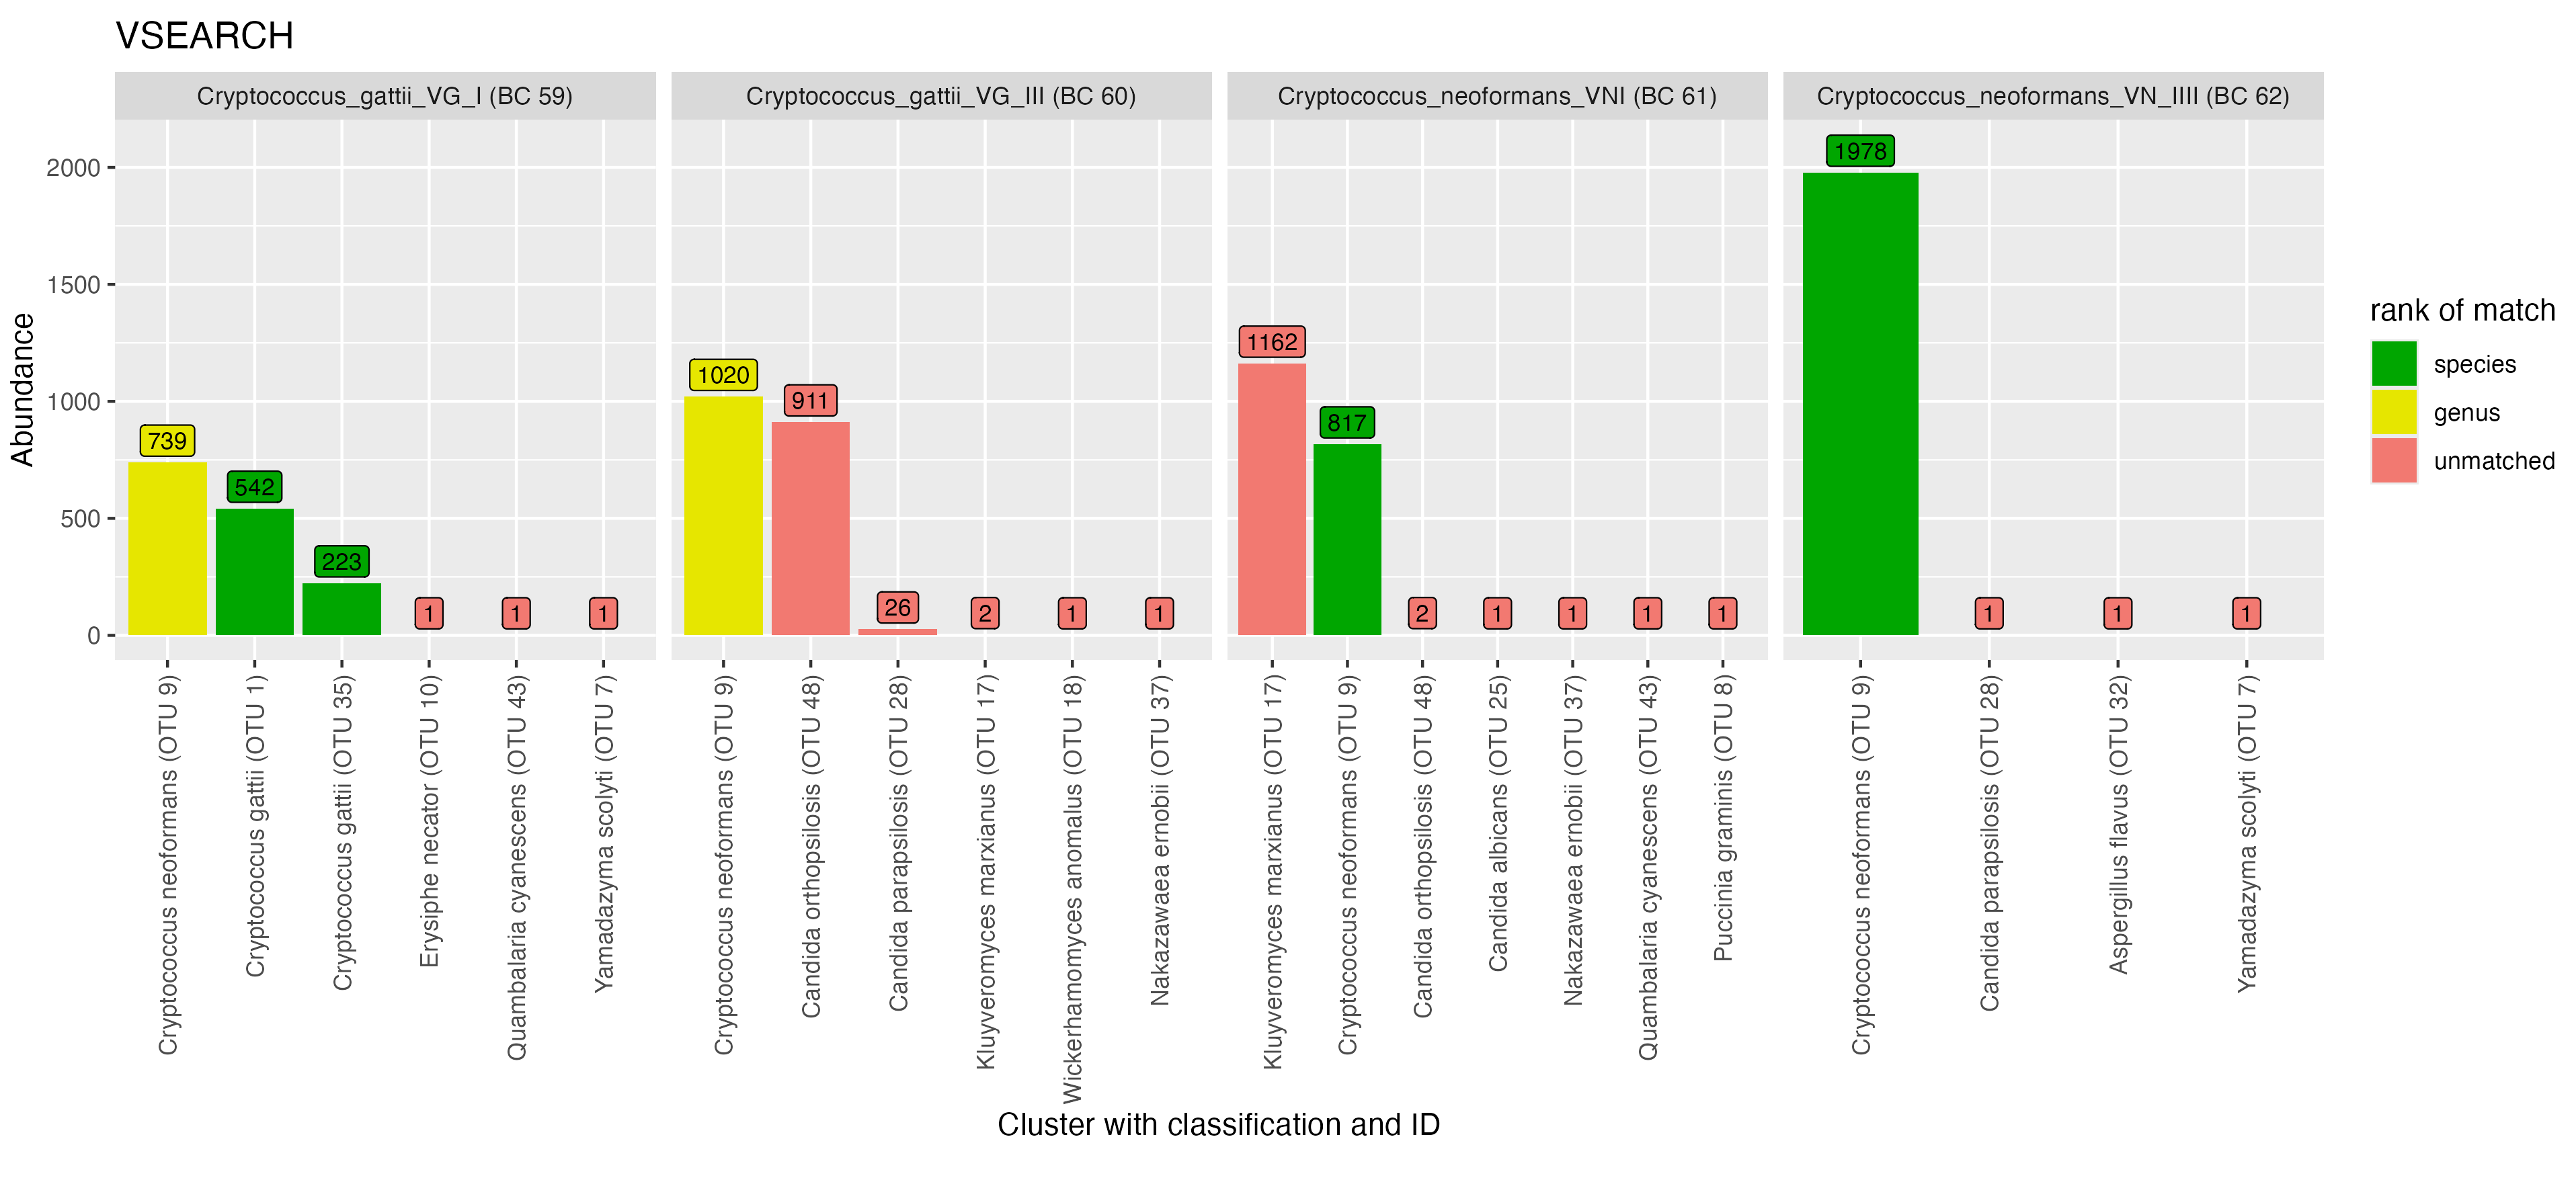 VSEARCH
Cryptococcus_gattii_VG_I (BC 59)
Cryptococcus_gattii_VG_III (BC 60)
Cryptococcus_neoformans_VNI (BC 61)
Cryptococcus_neoformans_VN_IIII (BC 62)
Abundance
2000
1500
1000
500
0
739
542
223
1
1
1
1020
911
26
2
1
1
1162
817
2
1
1
1
1
1978
1
1
1
Cryptococcus neoformans (OTU 9)
Cryptococcus gattii (OTU 1)
Cryptococcus gattii (OTU 35)
Erysiphe necator (OTU 10)
Quambalaria cyanescens (OTU 43)
Yamadazyma scolyti (OTU 7)
Cryptococcus neoformans (OTU 9)
Candida orthopsilosis (OTU 48)
Candida parapsilosis (OTU 28)
Kluyveromyces marxianus (OTU 17)
Wickerhamomyces anomalus (OTU 18)
Nakazawaea ernobii (OTU 37)
Kluyveromyces marxianus (OTU 17)
Cryptococcus neoformans (OTU 9)
Candida orthopsilosis (OTU 48)
Candida albicans (OTU 25)
Nakazawaea ernobii (OTU 37)
Quambalaria cyanescens (OTU 43)
Puccinia graminis (OTU 8)
Cryptococcus neoformans (OTU 9)
Candida parapsilosis (OTU 28)
Aspergillus flavus (OTU 32)
Yamadazyma scolyti (OTU 7)
Cluster with classification and ID
rank of match
species
genus
unmatched